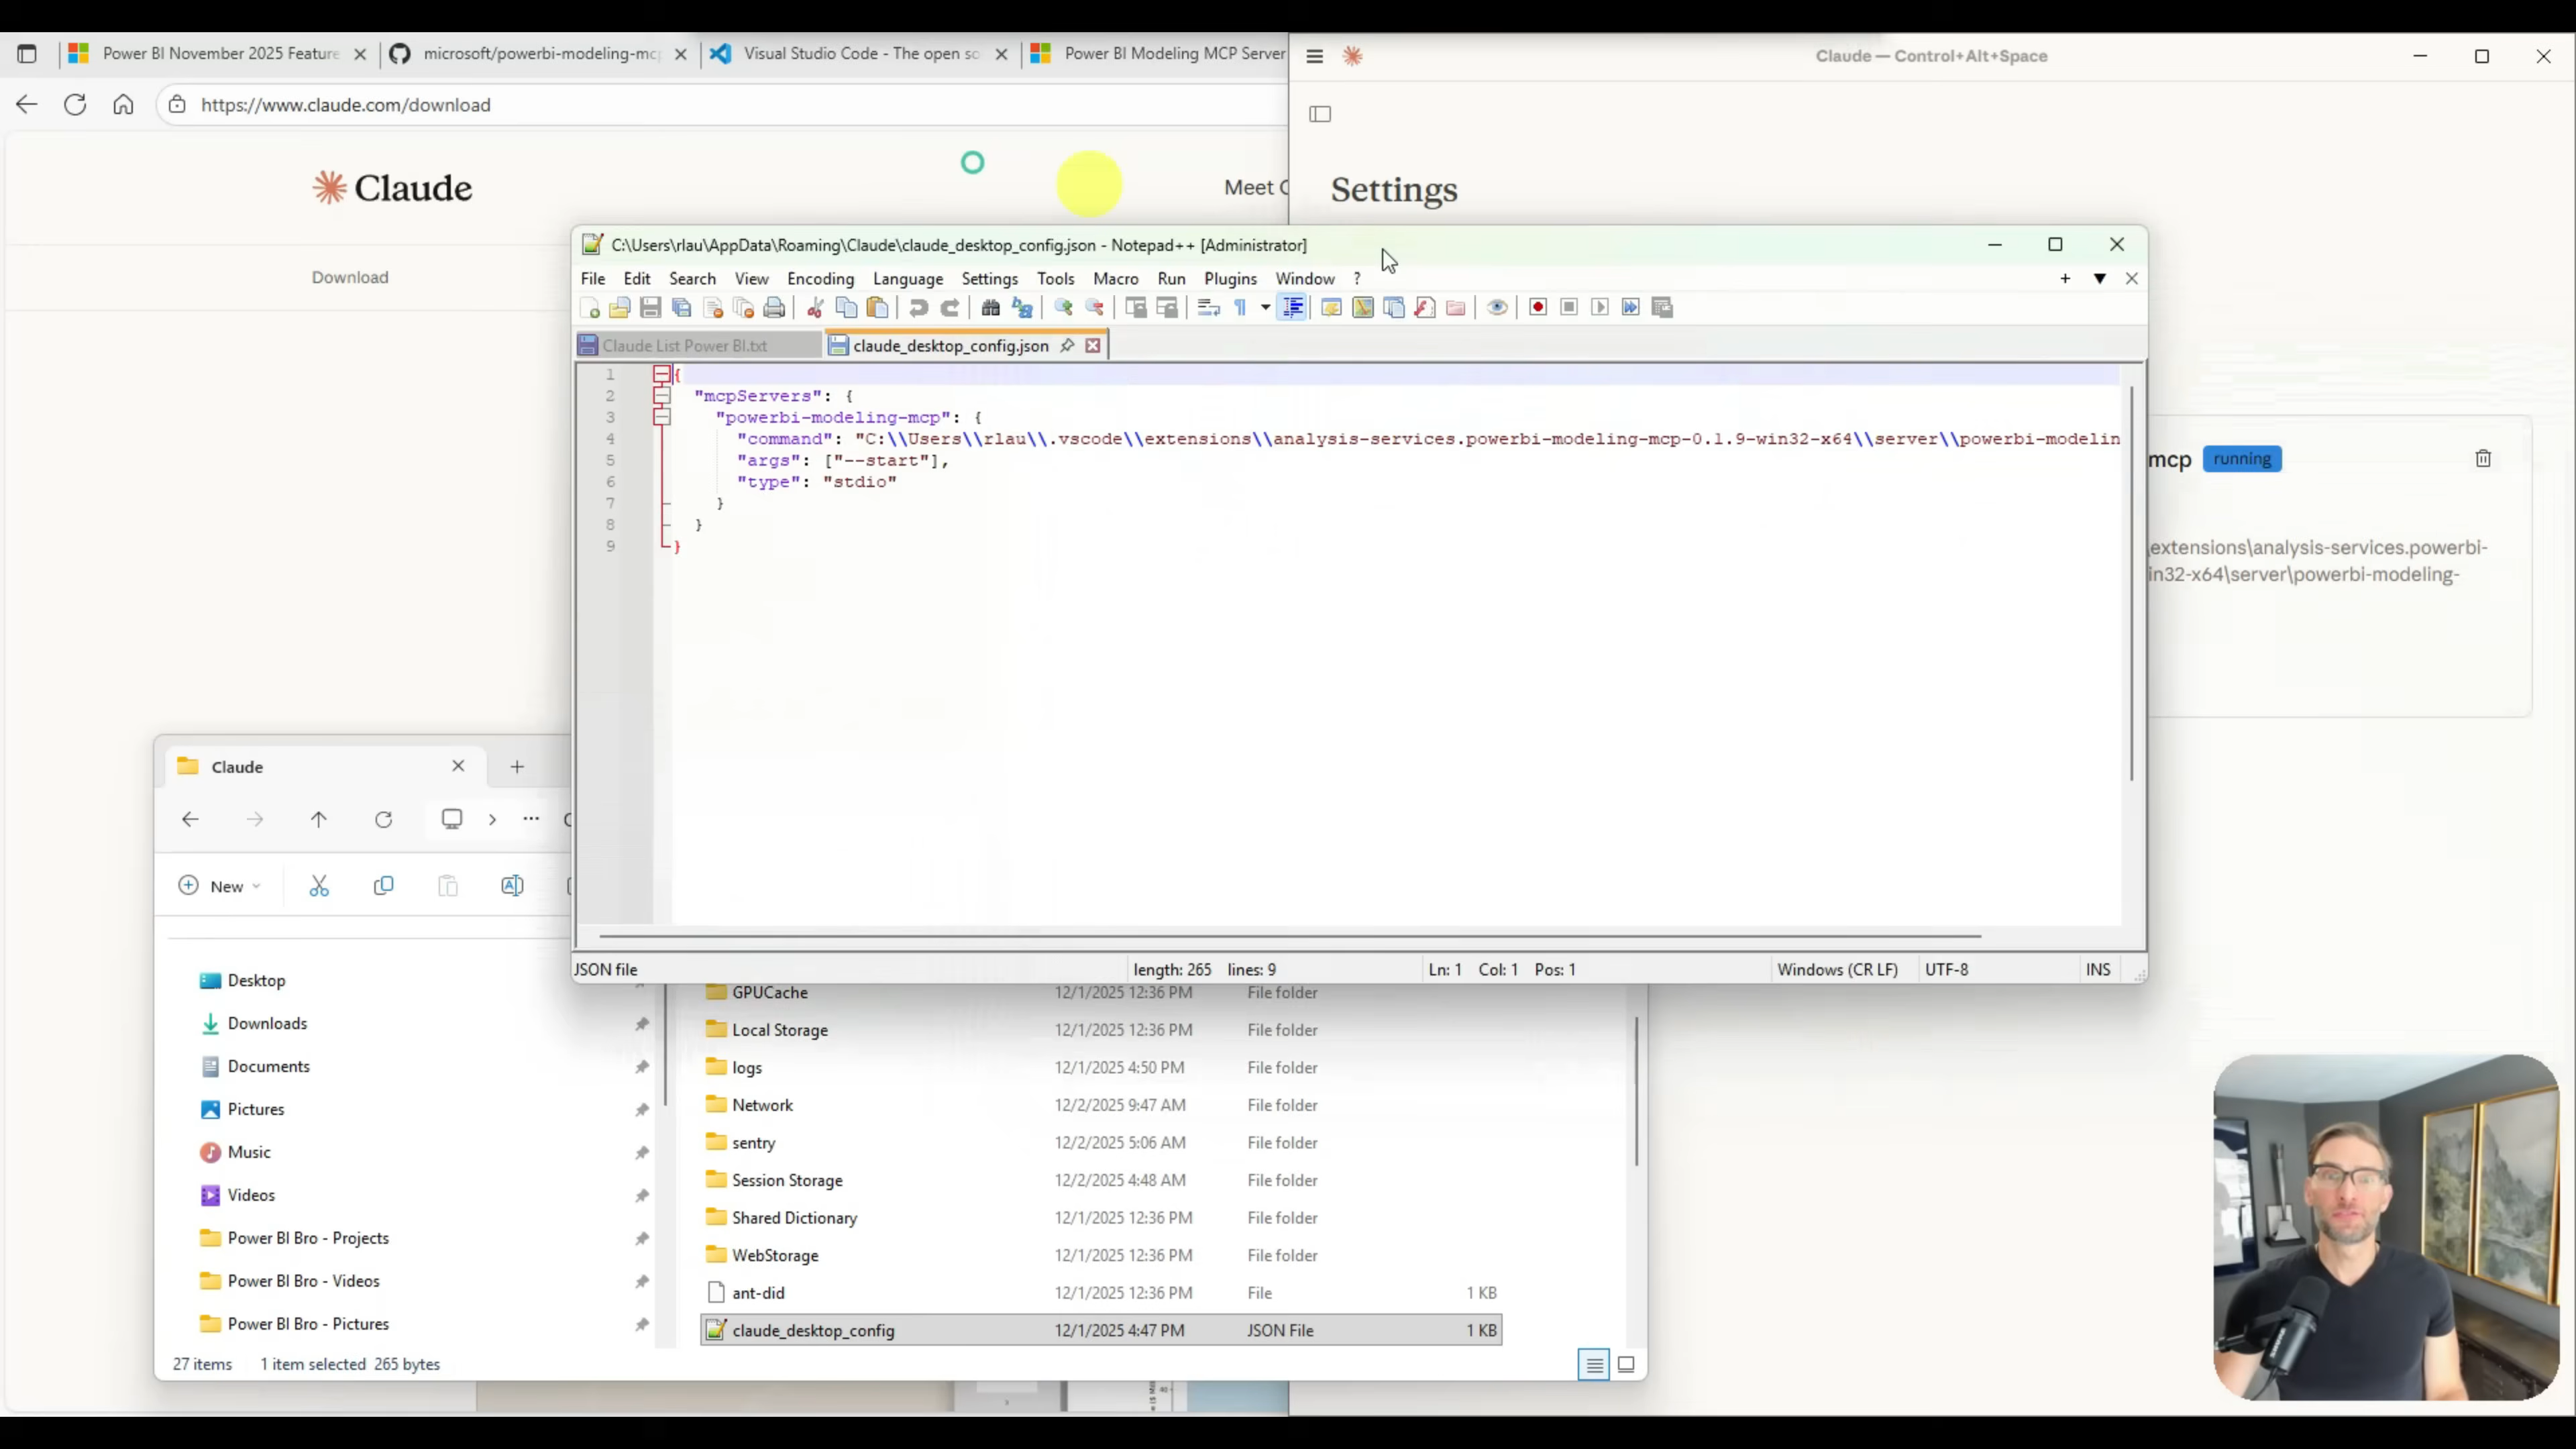 Power BI November 2025 Feature
microsoft/powerbi-modeling-mc
Visual Studio Code - The open so
Power BI Modeling MCP Server
Claude — Control+Alt+Space
https://www.claude.com/download
Claude
Meet C
Settings
Download
C:\Users\rlau\AppData\Roaming\Claude\claude_desktop_config.json - Notepad++ [Administrator]
File Edit Search View Encoding Language Settings Tools Macro Run Plugins Window ?
Claude List Power BI.txt
claude_desktop_config.json
1 {
2 "mcpServers": {
3 "powerbi-modeling-mcp": {
4 "command": "C:\\Users\\rlau\\.vscode\\extensions\\analysis-services.powerbi-modeling-mcp-0.1.9-win32-x64\\server\\powerbi-modelin
5 "args": ["--start"],
6 "type": "stdio"
7 }
8 }
9 }
JSON file length: 265 lines: 9 Ln: 1 Col: 1 Pos: 1 Windows (CR LF) UTF-8 INS
mcp running
extensions\analysis-services.powerbi-
in32-x64\server\powerbi-modeling-
Claude
New
Desktop
Downloads
Documents
Pictures
Music
Videos
Power BI Bro - Projects
Power BI Bro - Videos
Power BI Bro - Pictures
GPUCache 12/1/2025 12:36 PM File folder
Local Storage 12/1/2025 12:36 PM File folder
logs 12/1/2025 4:50 PM File folder
Network 12/2/2025 9:47 AM File folder
sentry 12/2/2025 5:06 AM File folder
Session Storage 12/2/2025 4:48 AM File folder
Shared Dictionary 12/1/2025 12:36 PM File folder
WebStorage 12/1/2025 12:36 PM File folder
ant-did 12/1/2025 12:36 PM File 1 KB
claude_desktop_config 12/1/2025 4:47 PM JSON File 1 KB
27 items 1 item selected 265 bytes